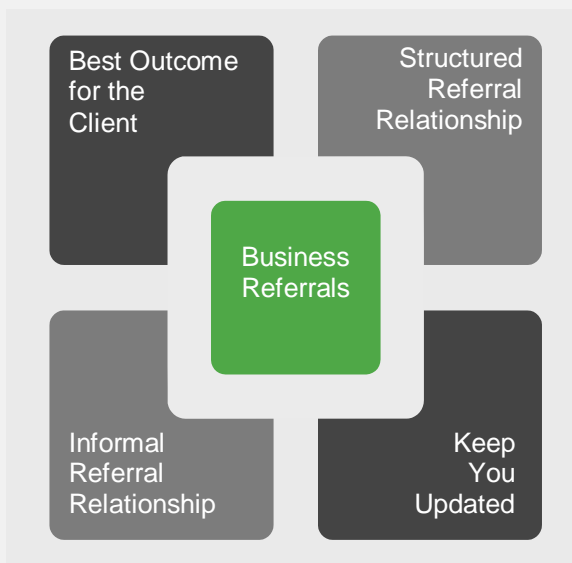 Best Outcome
for the
Client
Structured
Referral
Relationship
Business
Referrals
Informal
Referral
Relationship
Keep
You
Updated